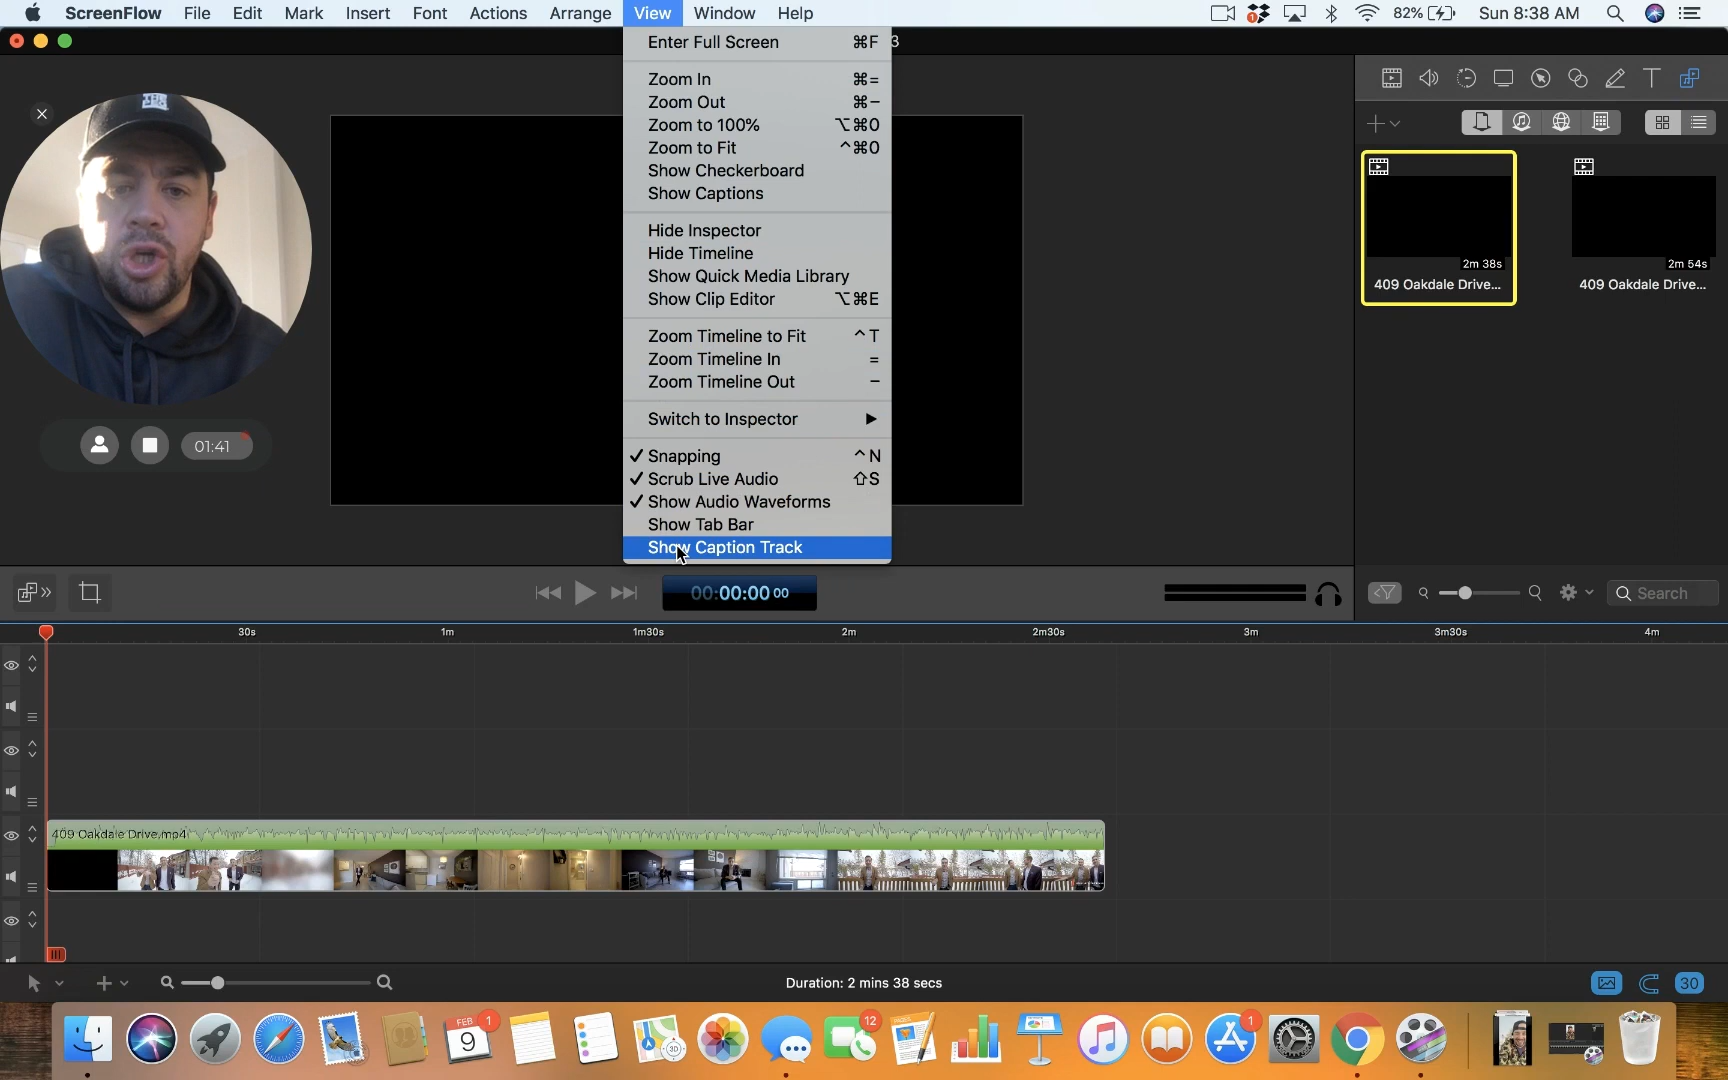 ScreenFlow File Edit Mark Insert Font Actions Arrange View Window Help
1 82% Sun 8:38 AM
3
Enter Full Screen ⌘F
Zoom In ⌘=
Zoom Out ⌘−
Zoom to 100% ⌥⌘0
Zoom to Fit ^⌘0
Show Checkerboard
Show Captions
Hide Inspector
Hide Timeline
Show Quick Media Library
Show Clip Editor ⌥⌘E
Zoom Timeline to Fit ^T
Zoom Timeline In =
Zoom Timeline Out −
Switch to Inspector ▶
✓ Snapping ^N
✓ Scrub Live Audio ⇧S
✓ Show Audio Waveforms
Show Tab Bar
Show Caption Track
2m 38s
409 Oakdale Drive...
2m 54s
409 Oakdale Drive...
01:41
00:00:00 00
Search
30s 1m 1m30s 2m 2m30s 3m 3m30s 4m
409 Oakdale Drive.mp4
Duration: 2 mins 38 secs
30
FEB
9
1
3D
12
PAGES
1